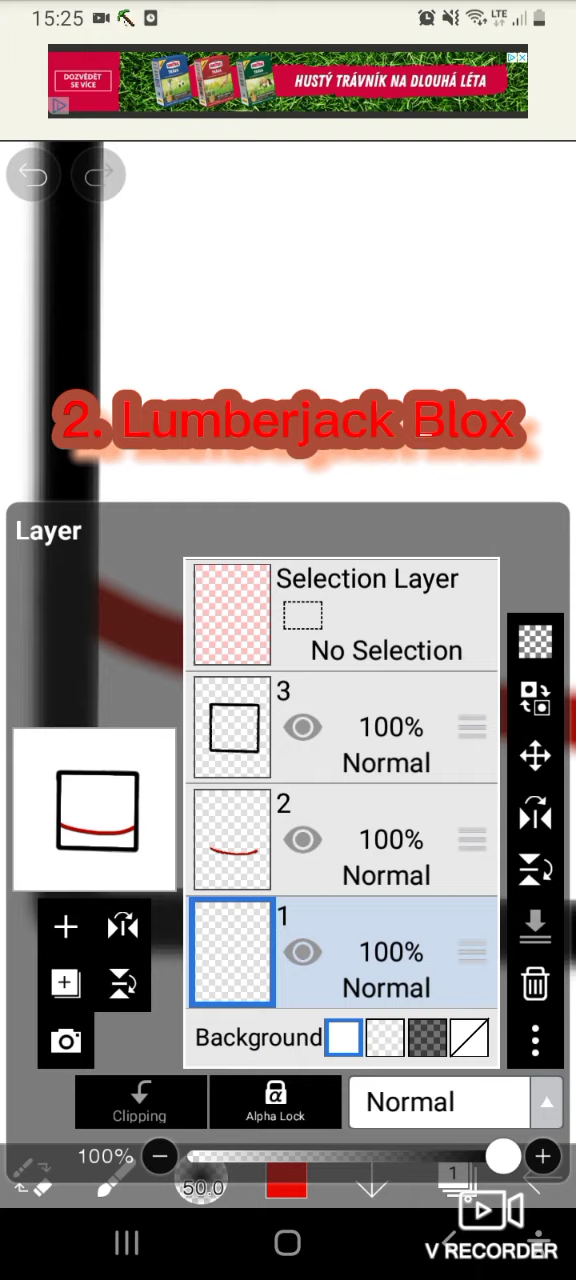 15:25
LTE
DOZVĚDĚT
SE VÍCE
HUSTÝ TRÁVNÍK NA DLOUHÁ LÉTA
2. Lumberjack Blox
Layer
Selection Layer
No Selection
3
100%
Normal
2
100%
Normal
1
100%
Normal
Background
Clipping
α
Alpha Lock
Normal
100%
50.0
1
V RECORDER